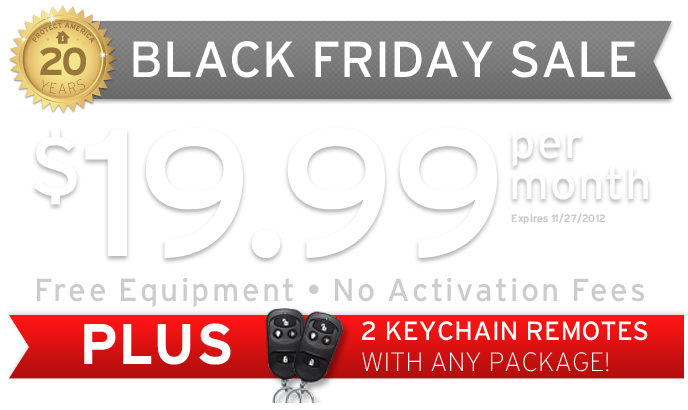 PROTECT AMERICA
20
YEARS
BLACK FRIDAY SALE
$19.99
per
month
Expires 11/27/2012
Free Equipment • No Activation Fees
PLUS
2 KEYCHAIN REMOTES
WITH ANY PACKAGE!